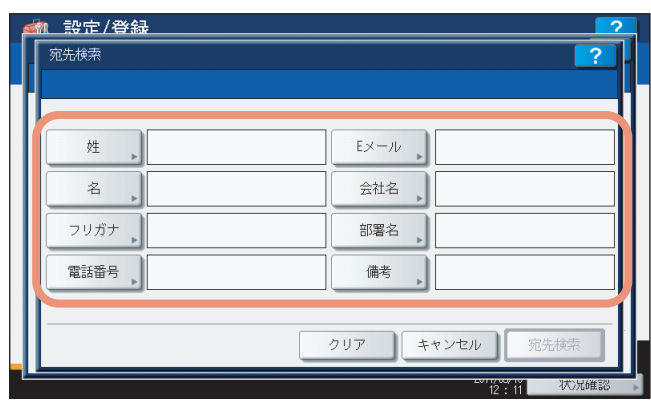 設定/登録 ?
宛先検索 ?
姓 Eメール
名 会社名
フリガナ 部署名
電話番号 備考
クリア キャンセル 宛先検索
12：11 状況確認